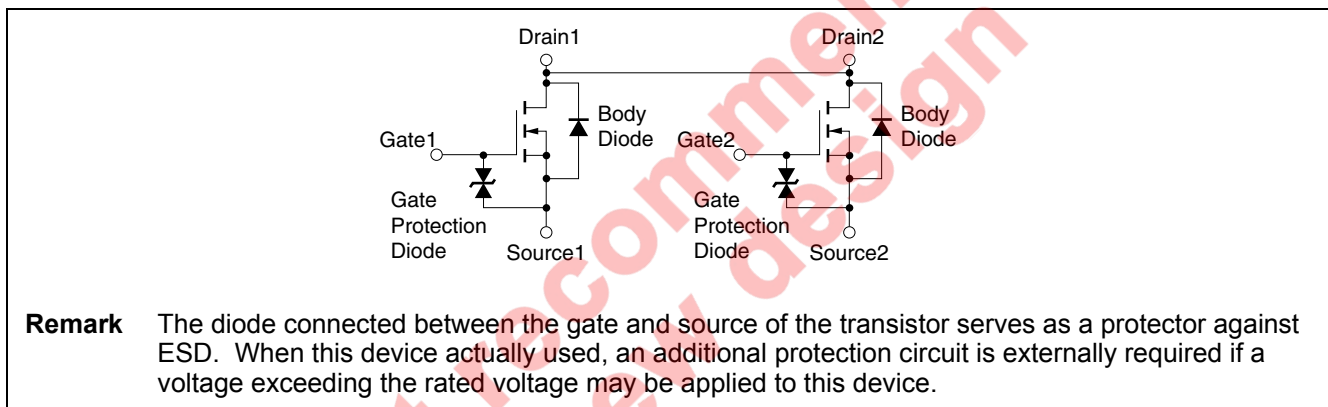 Drain1 Drain2
Body
Diode
Body
Diode
Gate1 Gate2
Gate
Protection
Diode
Gate
Protection
Diode
Source1 Source2
Remark The diode connected between the gate and source of the transistor serves as a protector against
ESD. When this device actually used, an additional protection circuit is externally required if a
voltage exceeding the rated voltage may be applied to this device.
design